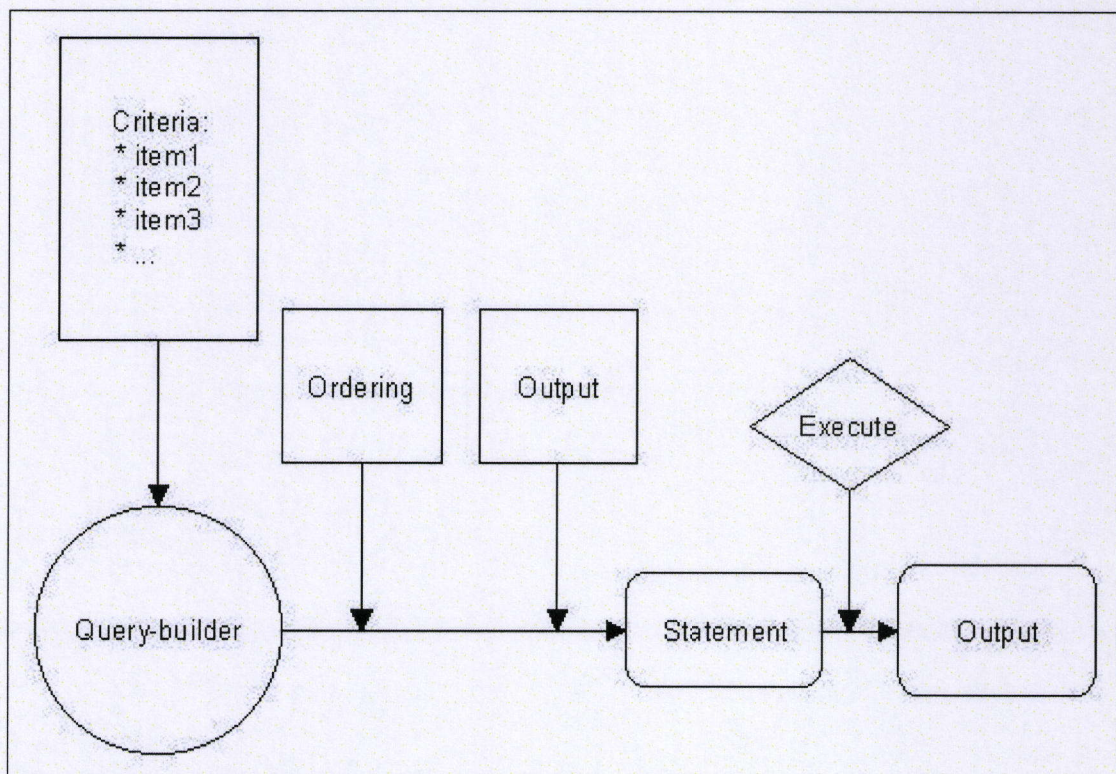 Criteria:
* item1
* item2
* item3
* ...
Ordering
Output
Execute
Query-builder
Statement
Output